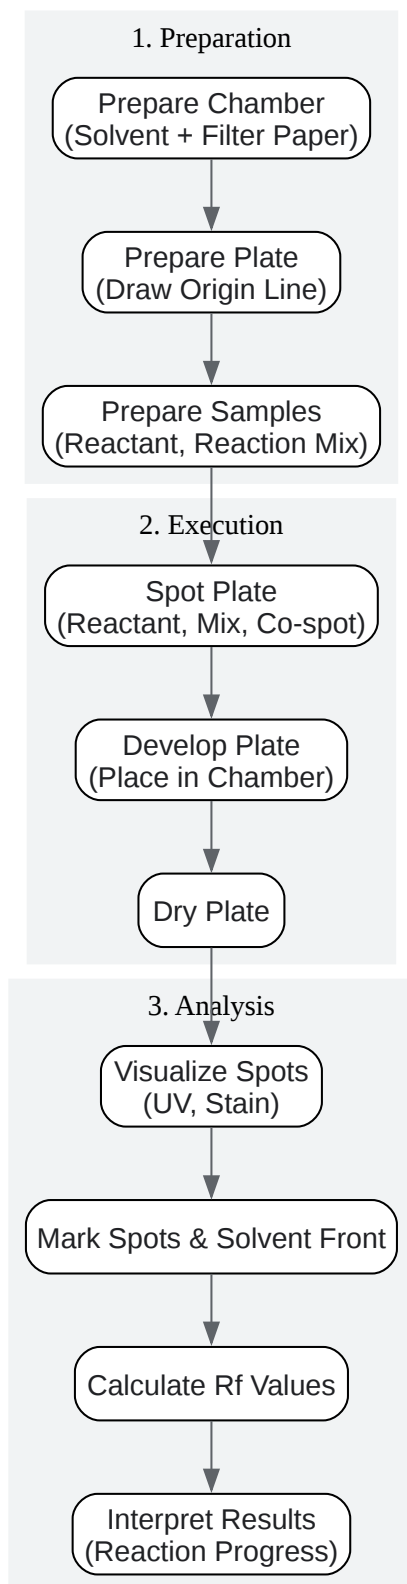 1. Preparation
Prepare Chamber
(Solvent + Filter Paper)
Prepare Plate
(Draw Origin Line)
Prepare Samples
(Reactant, Reaction Mix)
2. Execution
Spot Plate
(Reactant, Mix, Co-spot)
Develop Plate
(Place in Chamber)
Dry Plate
3. Analysis
Visualize Spots
(UV, Stain)
Mark Spots & Solvent Front
Calculate Rf Values
Interpret Results
(Reaction Progress)